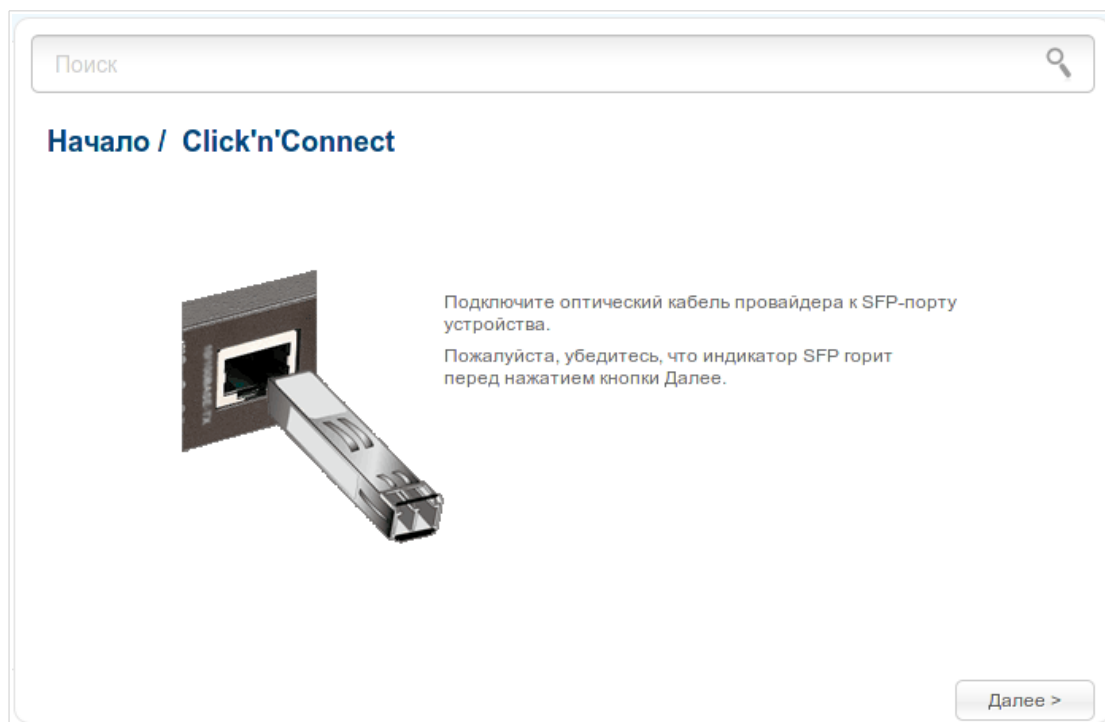 Поиск
Начало / Click'n'Connect
Подключите оптический кабель провайдера к SFP-порту
устройства.
Пожалуйста, убедитесь, что индикатор SFP горит
перед нажатием кнопки Далее.
Далее >